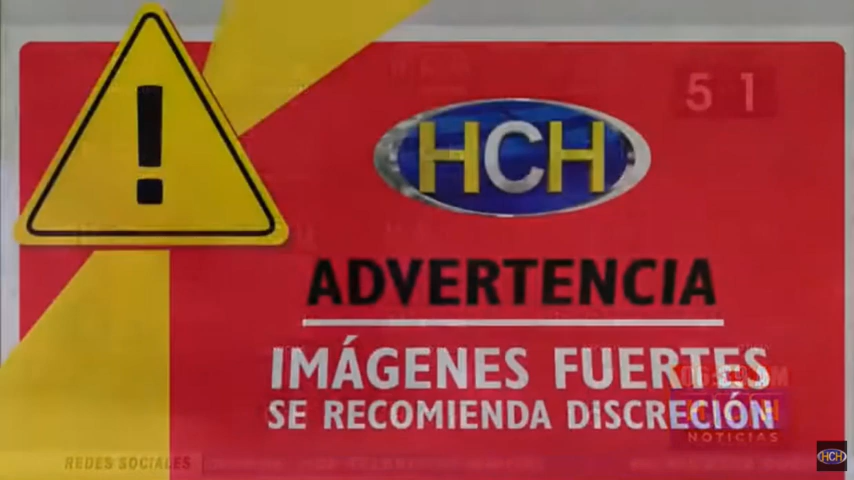 51
HCH
ADVERTENCIA
IMÁGENES FUERTES
SE RECOMIENDA DISCRECIÓN
NOTICIAS
HCH
REDES SOCIALES